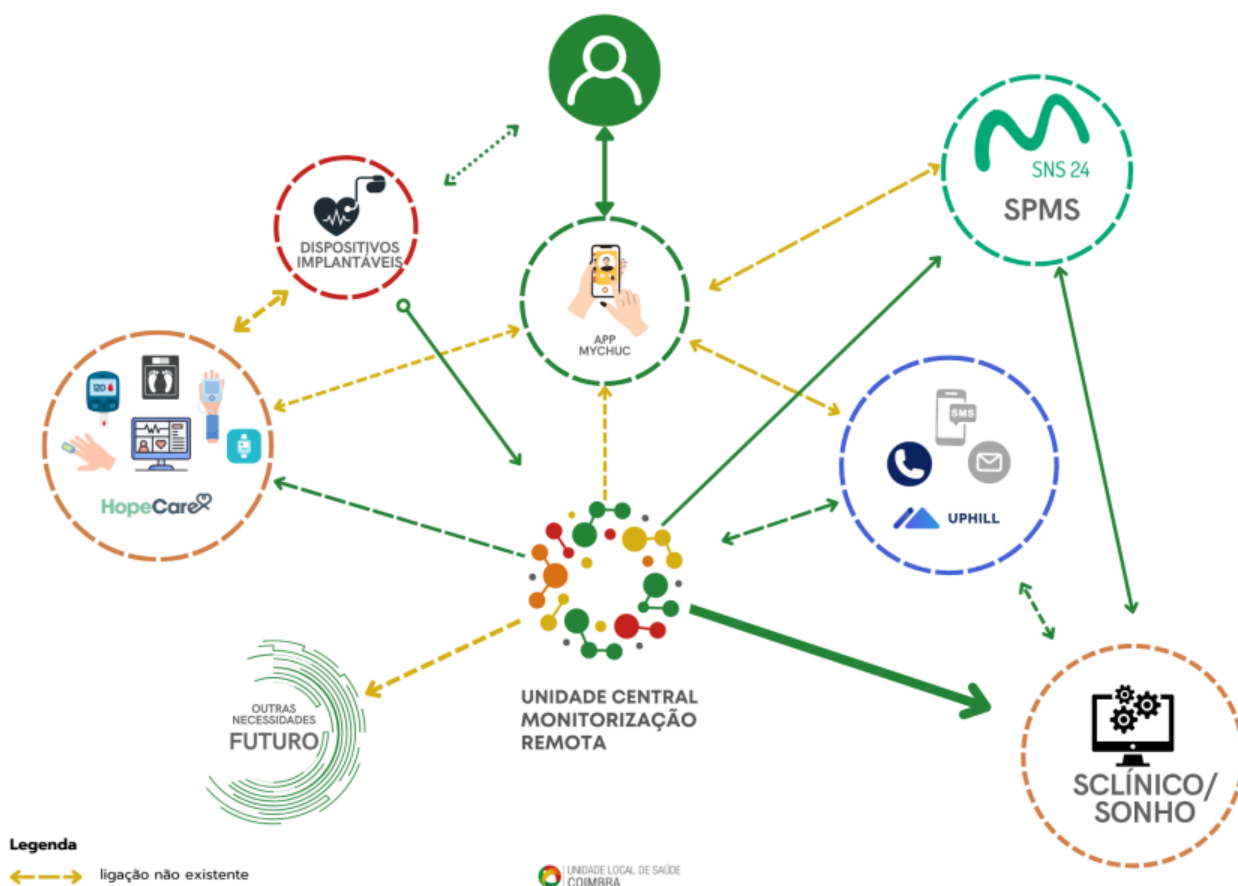 SNS 24
SPMS
DISPOSITIVOS
IMPLANTÁVEIS
APP
MYCHUC
120
SMS
HopeCare
UPHILL
OUTRAS
NECESSIDADES
FUTURO
UNIDADE CENTRAL
MONITORIZAÇÃO
REMOTA
SCLÍNICO/
SONHO
Legenda
ligação não existente
UNIDADE LOCAL DE SAÚDE
COIMBRA